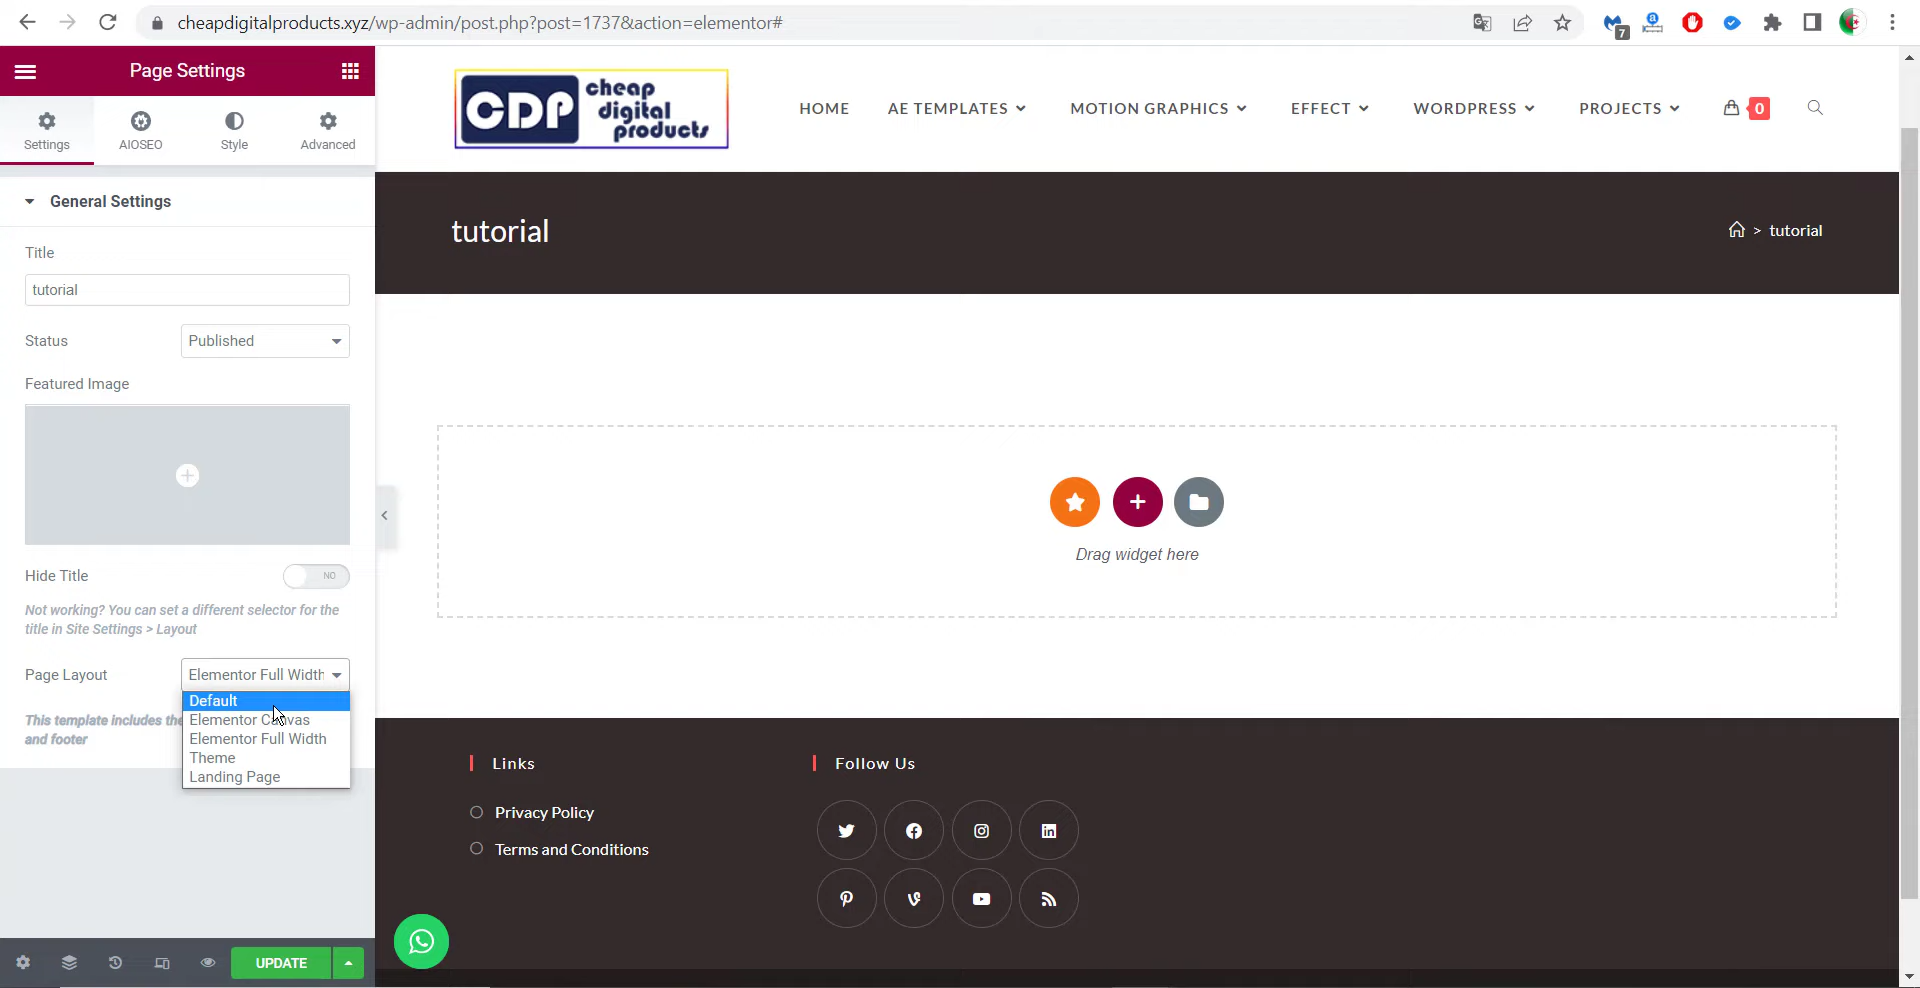 cheapdigitalproducts.xyz/wp-admin/post.php?post=1737&action=elementor#
7
a
Page Settings
Settings
AIOSEO
Style
Advanced
General Settings
Title
tutorial
Status
Published
Featured Image
Hide Title
NO
Not working? You can set a different selector for the
title in Site Settings > Layout
Page Layout
Elementor Full Width
Default
Elementor Canvas
Elementor Full Width
Theme
Landing Page
This template includes the
and footer
UPDATE
CDP
cheap
digital
products
HOME
AE TEMPLATES
MOTION GRAPHICS
EFFECT
WORDPRESS
PROJECTS
0
tutorial
> tutorial
Drag widget here
Links
Privacy Policy
Terms and Conditions
Follow Us